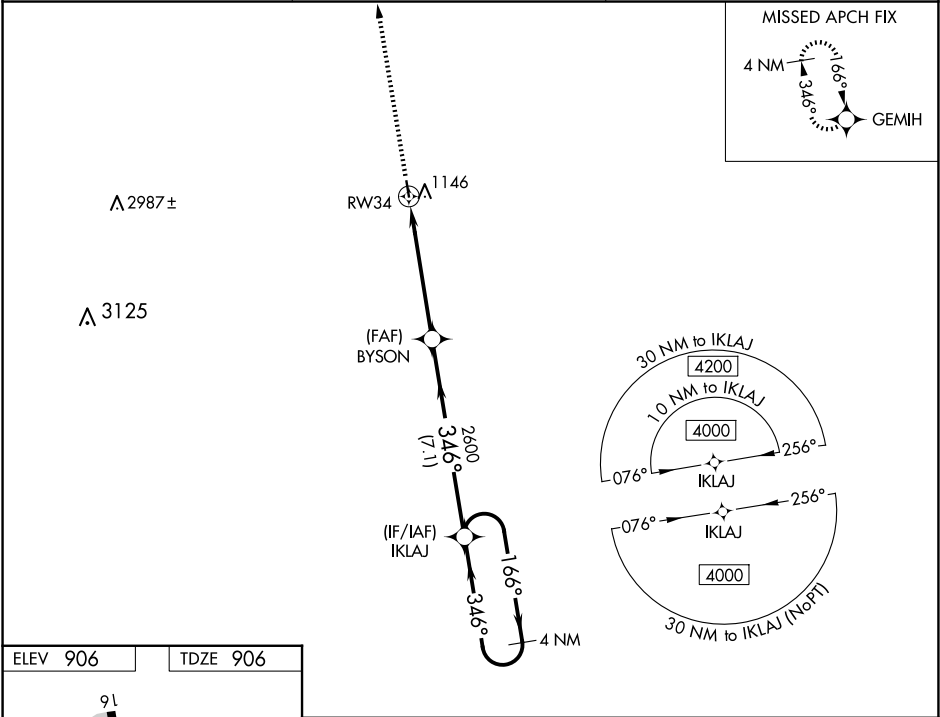 MISSED APCH FIX
4 NM
166°
346°
GEMIH
RW34
1146
2987±
3125
(FAF)
BYSON
2600
346°
(7.1)
(IF/IAF)
IKLAJ
166°
346°
4 NM
30 NM to IKLAJ
4200
10 NM to IKLAJ
4000
076°
256°
IKLAJ
076°
256°
IKLAJ
4000
30 NM to IKLAJ (NoPT)
ELEV 906
TDZE 906
16